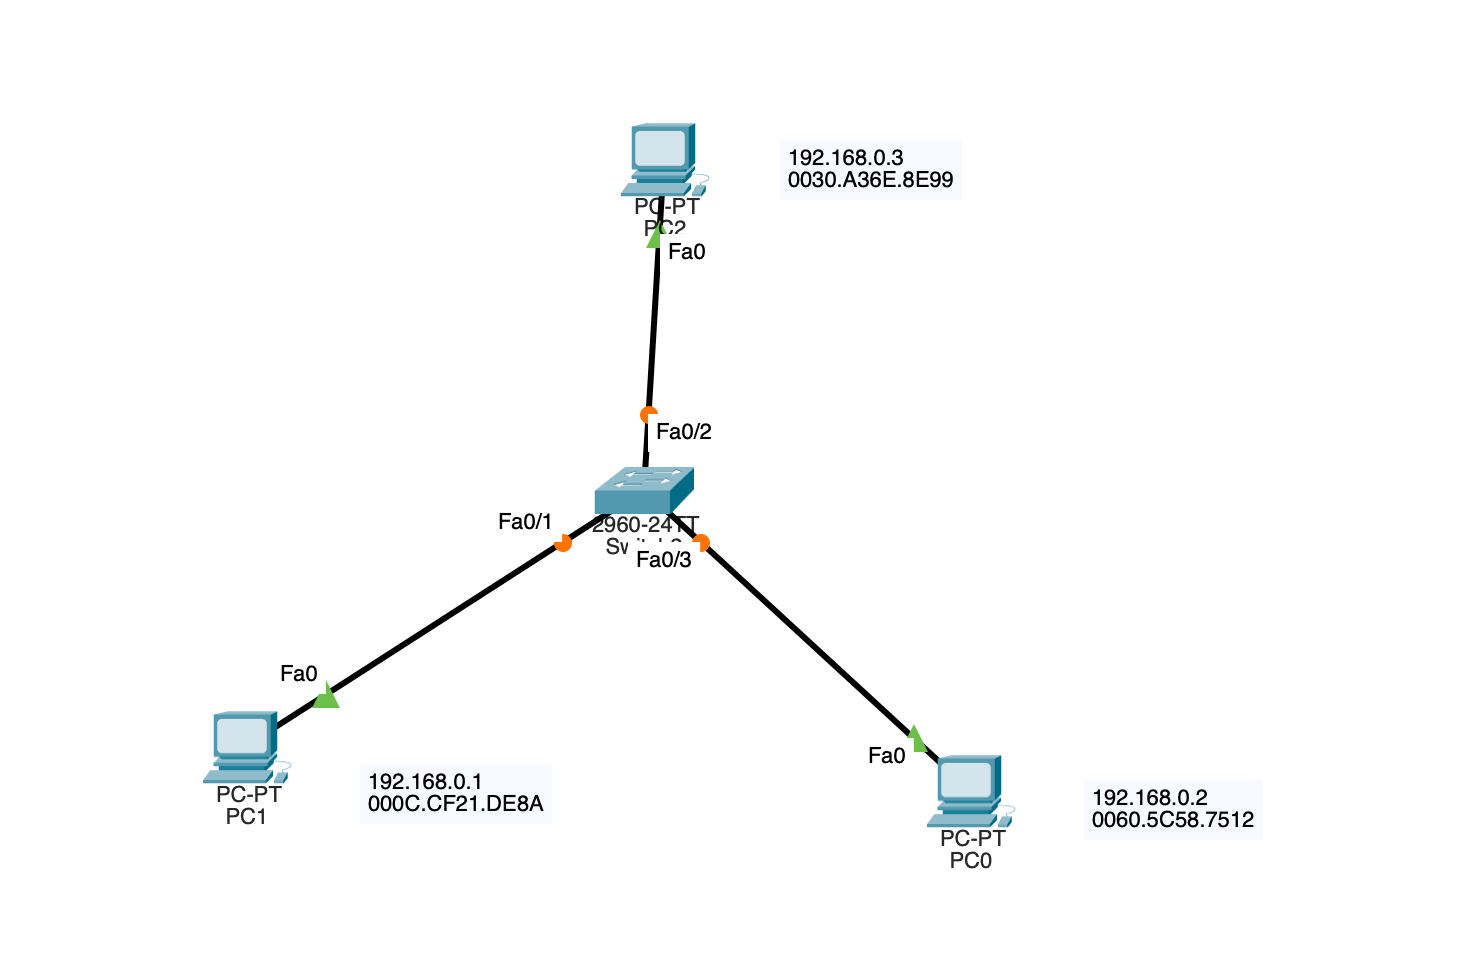 192.168.0.3
0030.A36E.8E99
PC-PT
PC2
Fa0
Fa0/2
Fa0/1
2960-24TT
Fa0/3
Fa0
PC-PT
PC1
192.168.0.1
000C.CF21.DE8A
Fa0
PC-PT
PC0
192.168.0.2
0060.5C58.7512